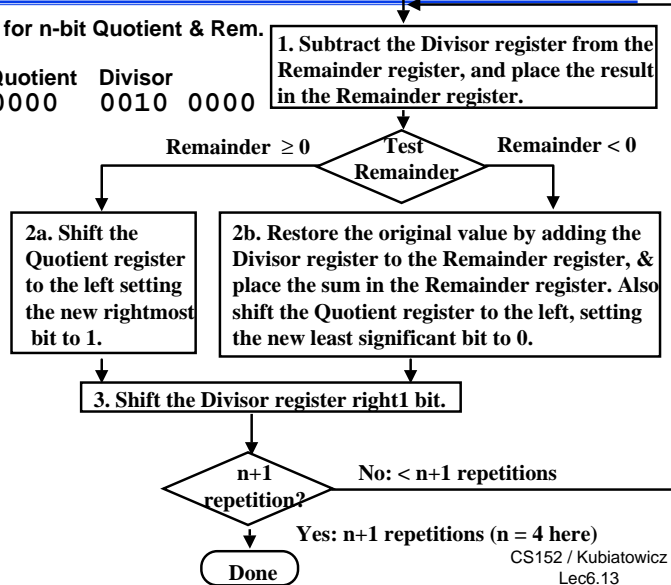 for n-bit Quotient & Rem.
Quotient Divisor
0000 0010 0000
1. Subtract the Divisor register from the
Remainder register, and place the result
in the Remainder register.
Remainder ≥ 0
Test
Remainder
Remainder < 0
2a. Shift the
Quotient register
to the left setting
the new rightmost
bit to 1.
2b. Restore the original value by adding the
Divisor register to the Remainder register, &
place the sum in the Remainder register. Also
shift the Quotient register to the left, setting
the new least significant bit to 0.
3. Shift the Divisor register right1 bit.
n+1
repetition?
No: < n+1 repetitions
Yes: n+1 repetitions (n = 4 here)
Done
CS152 / Kubiatowicz
Lec6.13